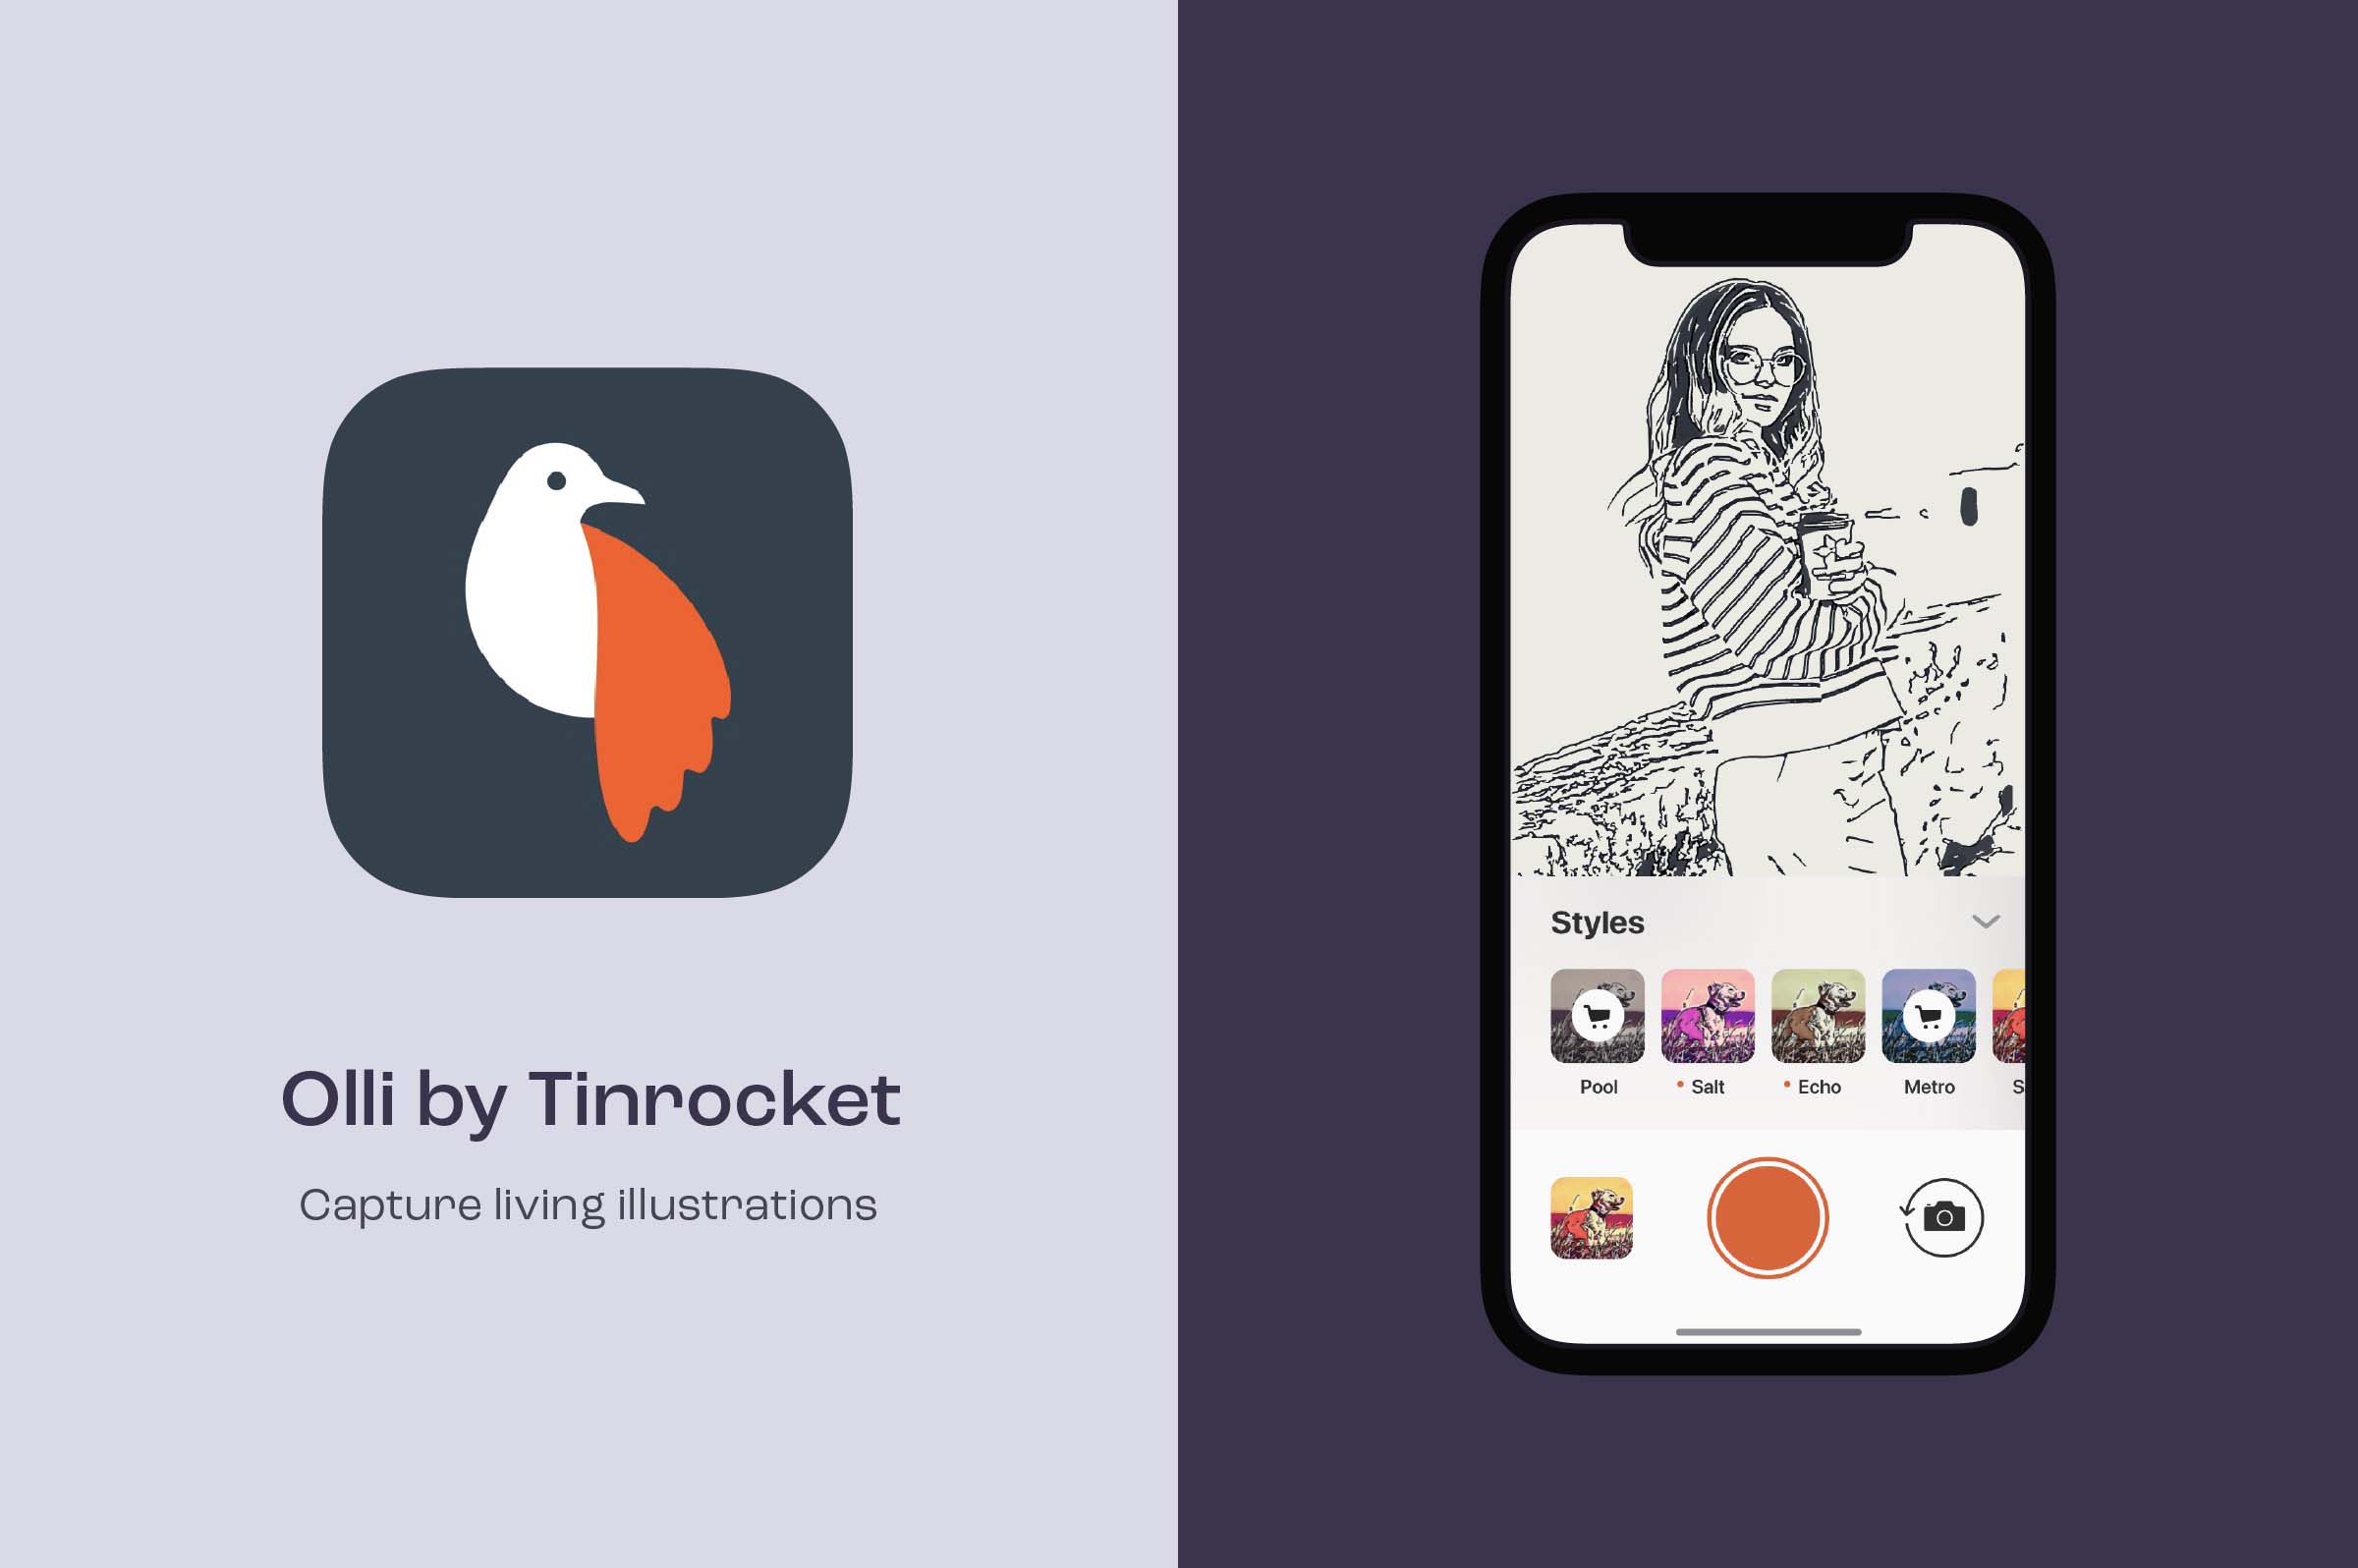 Olli by Tinrocket
Capture living illustrations
Styles
Pool
Salt
Echo
Metro
S